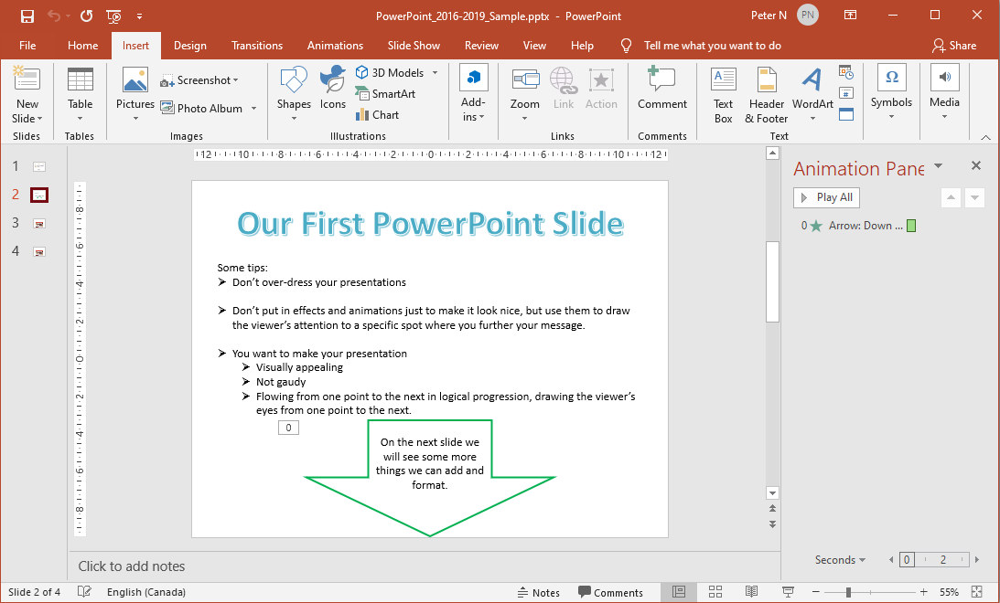 PowerPoint_2016-2019_Sample.pptx - PowerPoint
Peter N PN
File Home Insert Design Transitions Animations Slide Show Review View Help Tell me what you want to do Share
New Slide
Slides
Table
Tables
Pictures
Screenshot
Photo Album
Images
Shapes
Icons
3D Models
SmartArt
Chart
Illustrations
Add-ins
Zoom
Link
Action
Links
Comment
Comments
Text Box
Header & Footer
WordArt
Text
Symbols
Media
12 10 8 6 4 2 0 2 4 6 8 10 12
8 6 4 2 0 2 4 6 8
1
2
3
4
Our First PowerPoint Slide
Some tips:
➢ Don’t over-dress your presentations
➢ Don’t put in effects and animations just to make it look nice, but use them to draw
the viewer’s attention to a specific spot where you further your message.
➢ You want to make your presentation
➢ Visually appealing
➢ Not gaudy
➢ Flowing from one point to the next in logical progression, drawing the viewer’s
eyes from one point to the next.
0
On the next slide we
will see some more
things we can add and
format.
Click to add notes
Animation Pane
Play All
0 Arrow: Down ...
Seconds 0 2
Slide 2 of 4 English (Canada) Notes Comments 55%